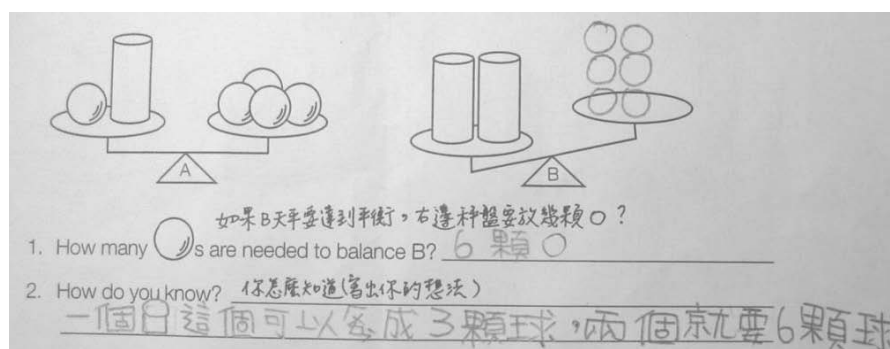 A
B
如果B天平要達到平衡，右邊秤盤要放幾顆○？
1. How many ○s are needed to balance B? 6 顆○
2. How do you know? 你怎麼知道(寫出你的想法)
一個 這個可以 成3顆球，兩個就要6顆球